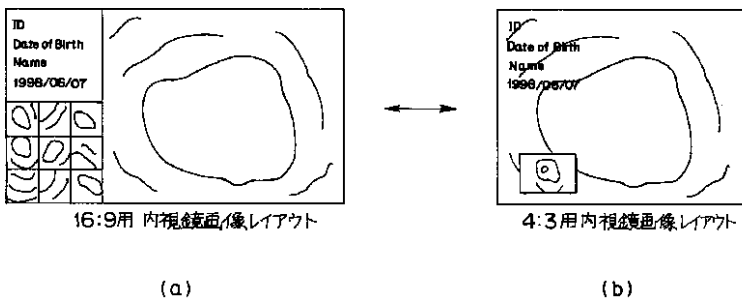 ID
Date of Birth
Name
1998/06/07
16:9用 内視鏡画像レイアウト
(a)
ID
Date of Birth
Name
1998/06/07
4:3用内視鏡画像レイアウト
(b)